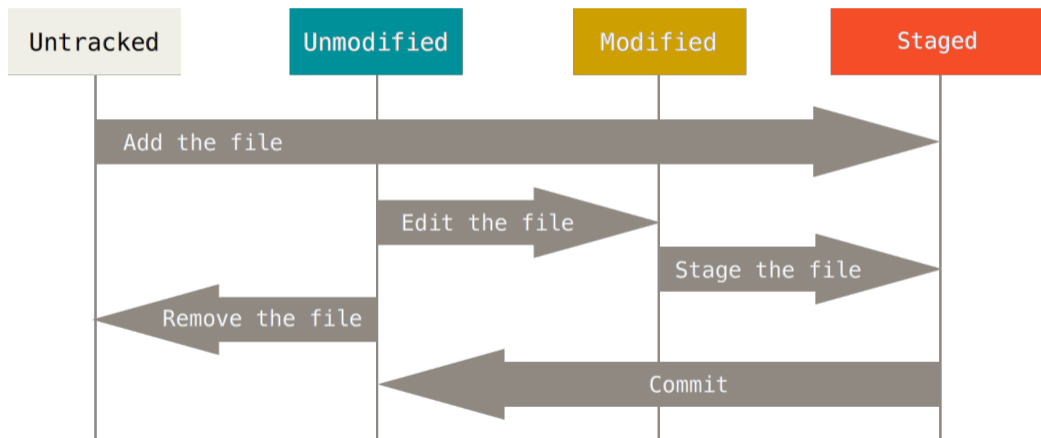 Untracked
Unmodified
Modified
Staged
Add the file
Edit the file
Stage the file
Remove the file
Commit